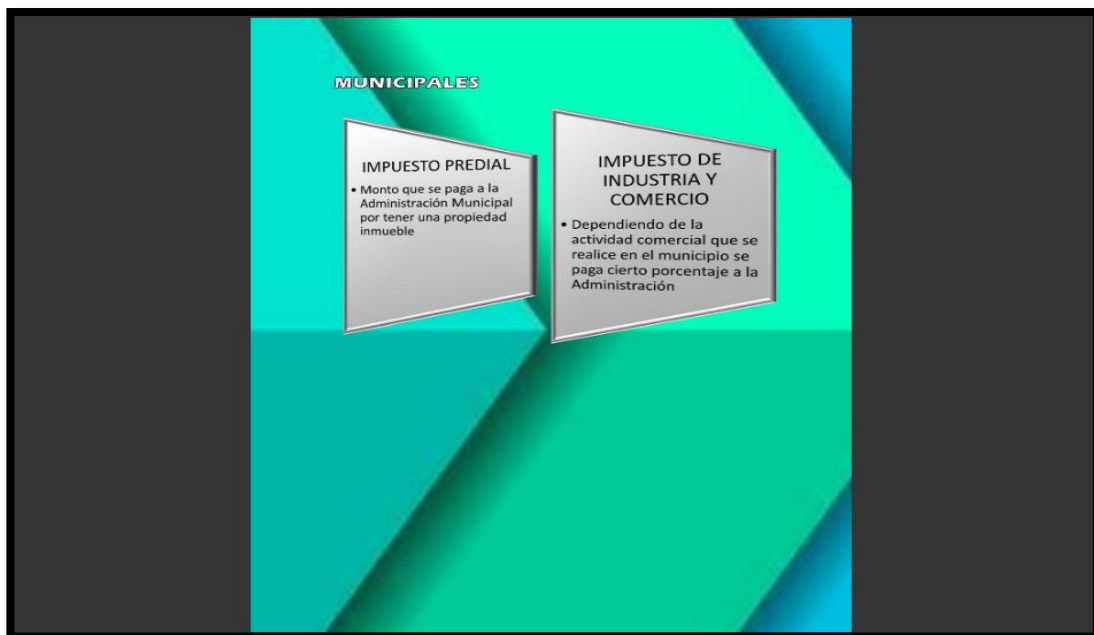 MUNICIPALES
IMPUESTO PREDIAL
• Monto que se paga a la
Administración Municipal
por tener una propiedad
inmueble
IMPUESTO DE
INDUSTRIA Y
COMERCIO
• Dependiendo de la
actividad comercial que se
realice en el municipio se
paga cierto porcentaje a la
Administración